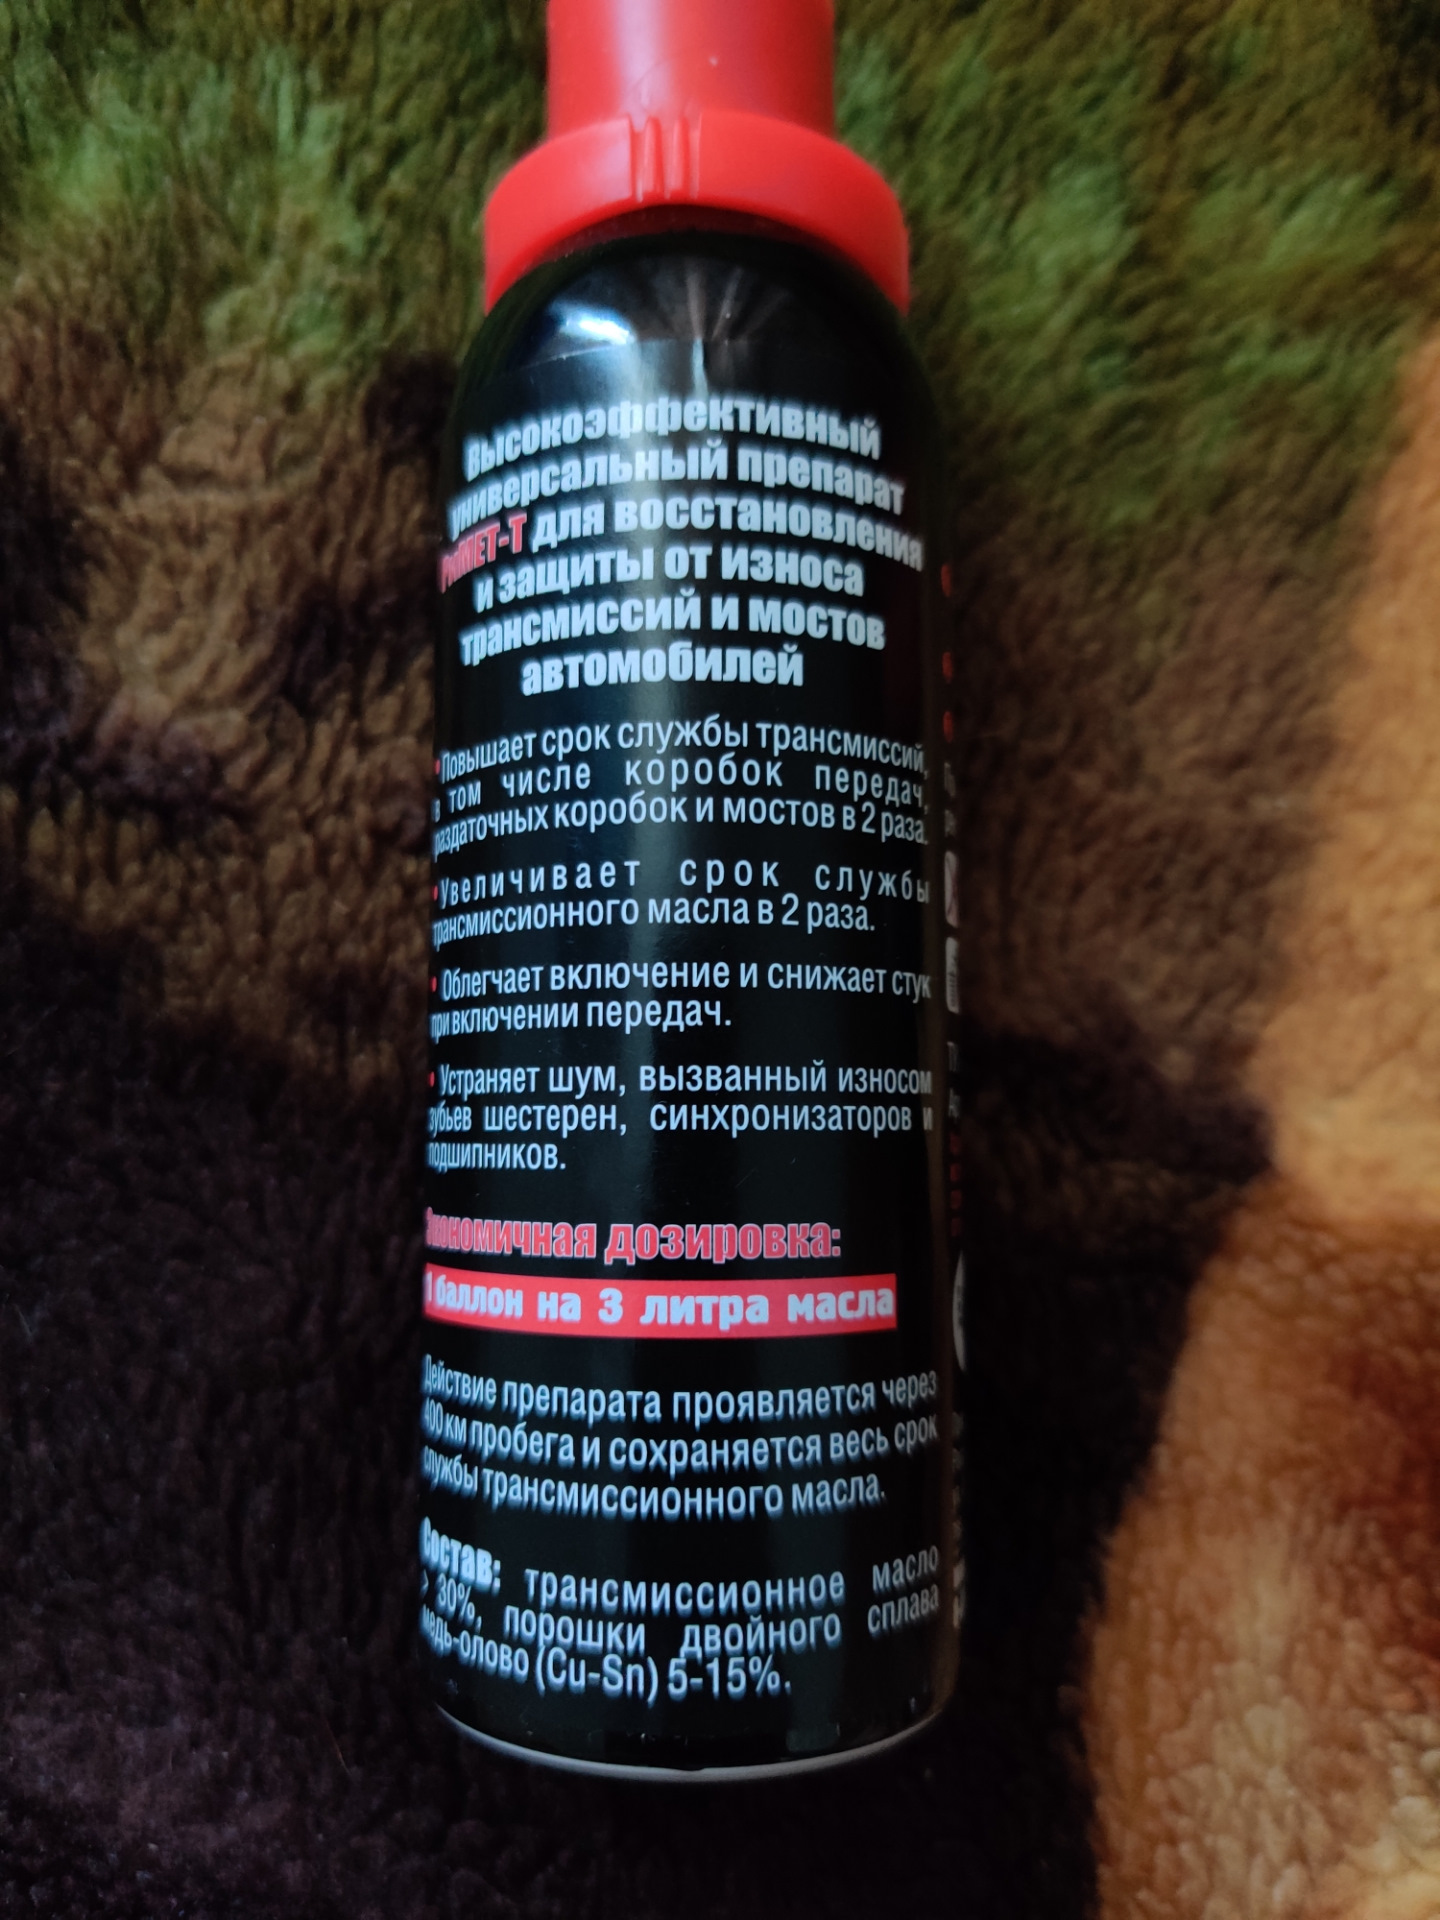 Высокоэффективный
универсальный препарат
РиМЕТ-Т для восстановления
и защиты от износа
трансмиссий и мостов
автомобилей
•Повышает срок службы трансмиссий,
в том числе коробок передач,
раздаточных коробок и мостов в 2 раза.
•Увеличивает срок службы
трансмиссионного масла в 2 раза.
• Облегчает включение и снижает стук
при включении передач.
• Устраняет шум, вызванный износом
зубьев шестерен, синхронизаторов и
подшипников.
Экономичная дозировка:
1 баллон на 3 литра масла
Действие препарата проявляется через
400 км пробега и сохраняется весь срок
службы трансмиссионного масла.
Состав: трансмиссионное масло
> 30%, порошки двойного сплава
медь-олово (Cu-Sn) 5-15%.